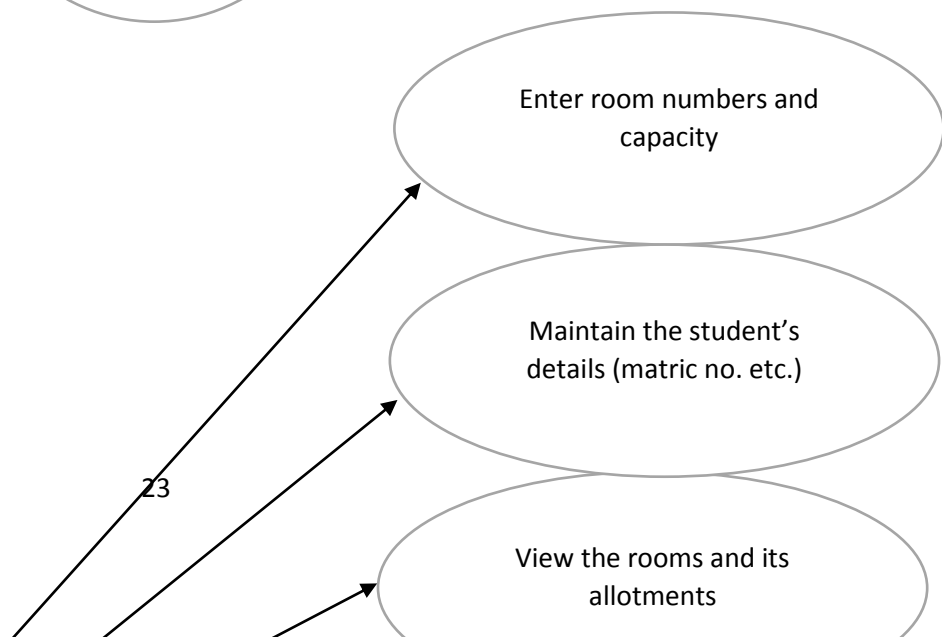 Enter room numbers and
capacity
Maintain the student’s
details (matric no. etc.)
23
View the rooms and its
allotments